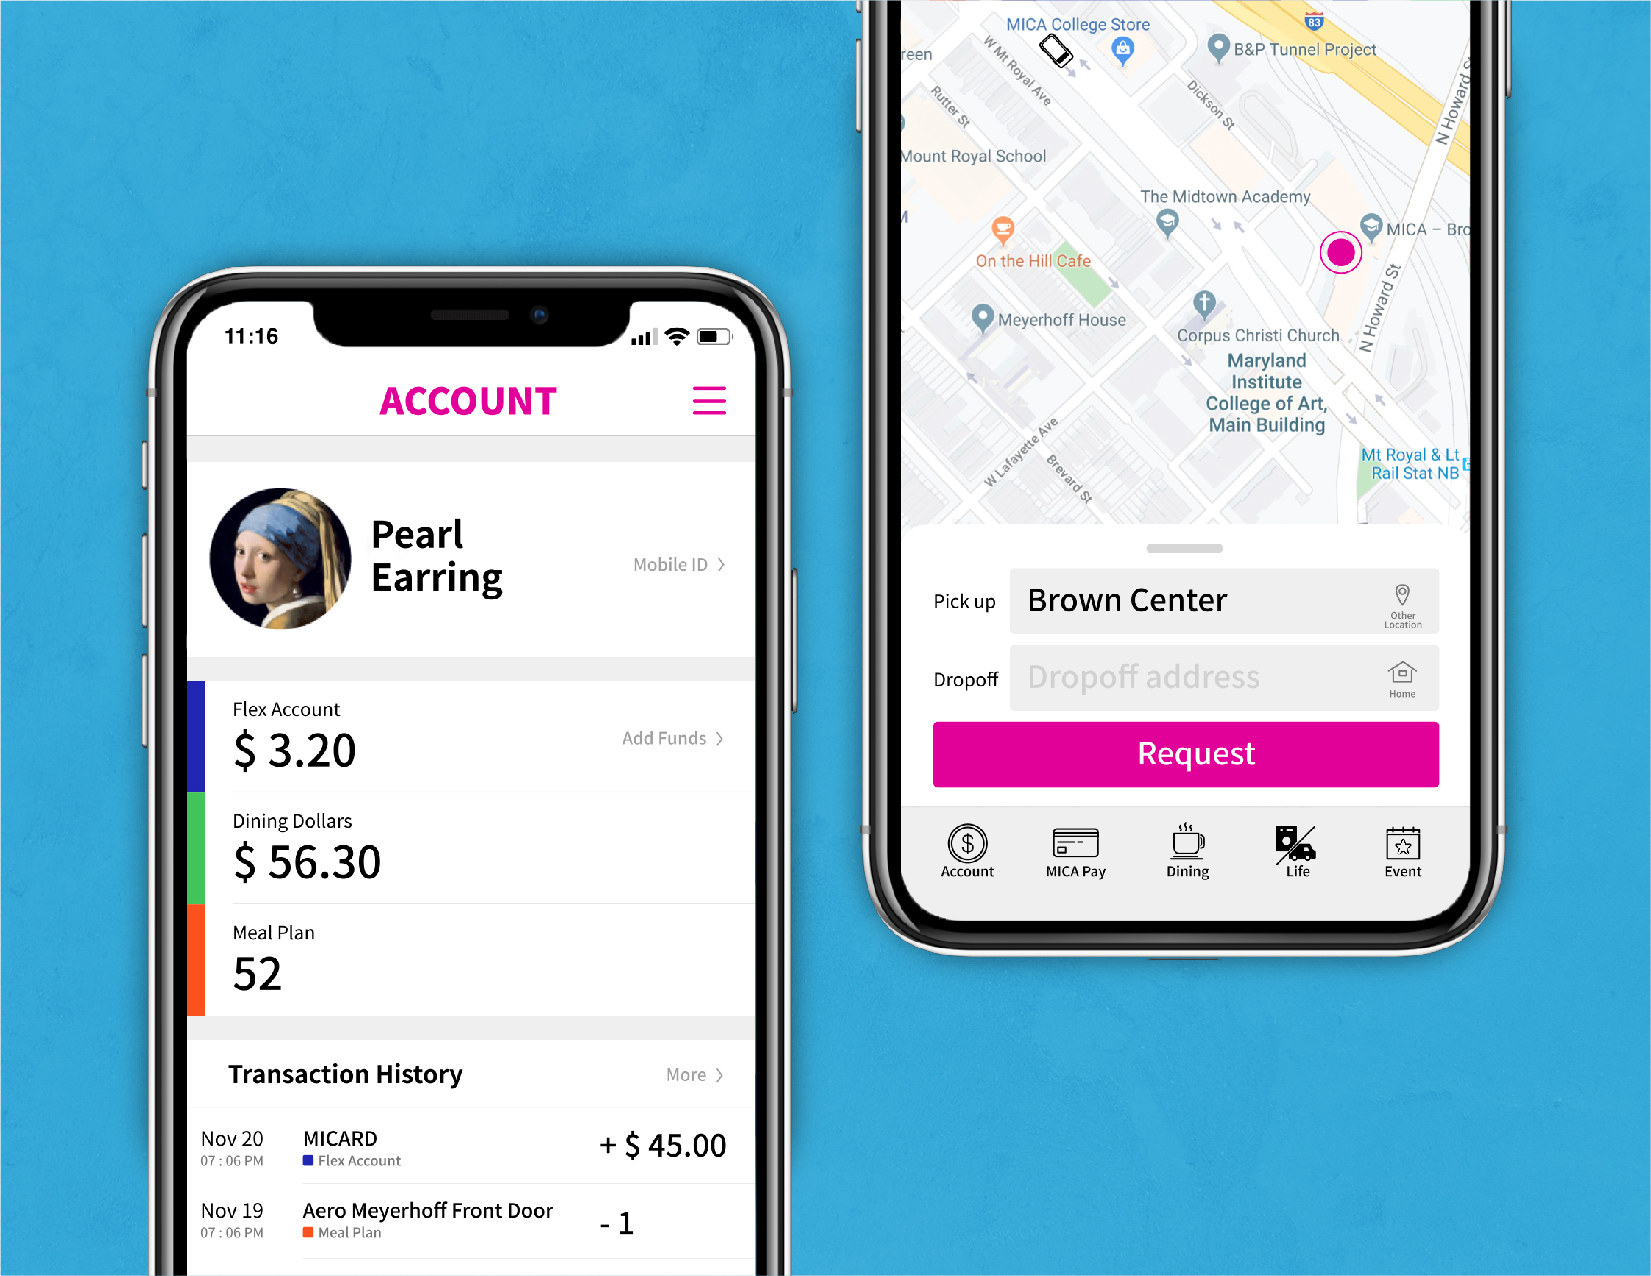 11:16
ACCOUNT
Pearl
Earring
Mobile ID
Flex Account
$ 3.20
Add Funds
Dining Dollars
$ 56.30
Meal Plan
52
Transaction History
More
Nov 20
07 : 06 PM
MICARD
Flex Account
+ $ 45.00
Nov 19
07 : 06 PM
Aero Meyerhoff Front Door
Meal Plan
- 1
MICA College Store
83
B&P Tunnel Project
reen
W Mt Royal Ave
Rutter St
Dickson St
N Howard S
Mount Royal School
The Midtown Academy
M
MICA – Bro
On the Hill Cafe
N Howard St
Meyerhoff House
Corpus Christi Church
Maryland
Institute
College of Art,
Main Building
W Lafayette Ave
Brevard St
Mt Royal & Lt
Rail Stat NB
Pick up
Brown Center
Other
Location
Dropoff
Dropoff address
Home
Request
Account
MICA Pay
Dining
Life
Event